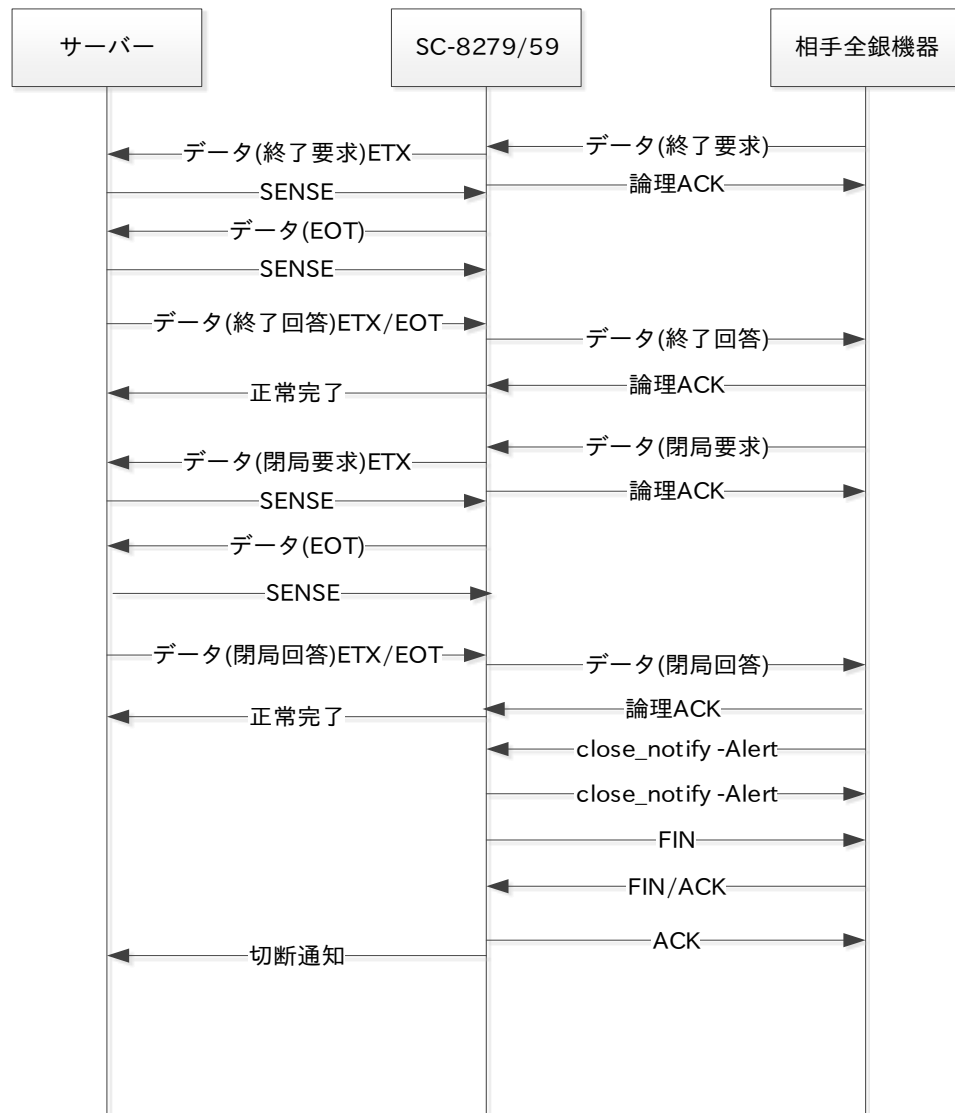 サーバー
SC-8279/59
相手全銀機器
データ(終了要求)
データ(終了要求)ETX
論理ACK
SENSE
データ(EOT)
SENSE
データ(終了回答)ETX/EOT
データ(終了回答)
論理ACK
正常完了
データ(閉局要求)
データ(閉局要求)ETX
論理ACK
SENSE
データ(EOT)
SENSE
データ(閉局回答)ETX/EOT
データ(閉局回答)
論理ACK
正常完了
close_notify -Alert
close_notify -Alert
FIN
FIN/ACK
ACK
切断通知